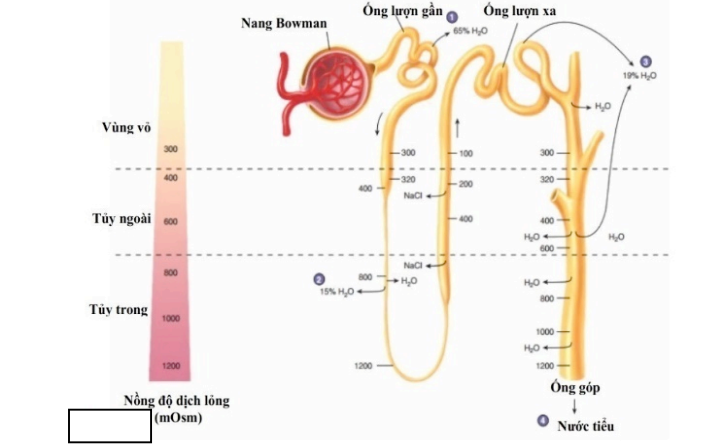 Ống lượn gần
Ống lượn xa
Nang Bowman
1
65% H₂O
3
19% H₂O
H₂O
Vùng vỏ
300
300
100
300
400
320
320
400
200
NaCl
Tủy ngoài
600
400
400
H₂O
H₂O
600
NaCl
800
800
2
H₂O
H₂O
15% H₂O
800
Tủy trong
1000
1000
H₂O
1200
1200
1200
Ống góp
Nồng độ dịch lỏng
(mOsm)
4
Nước tiểu